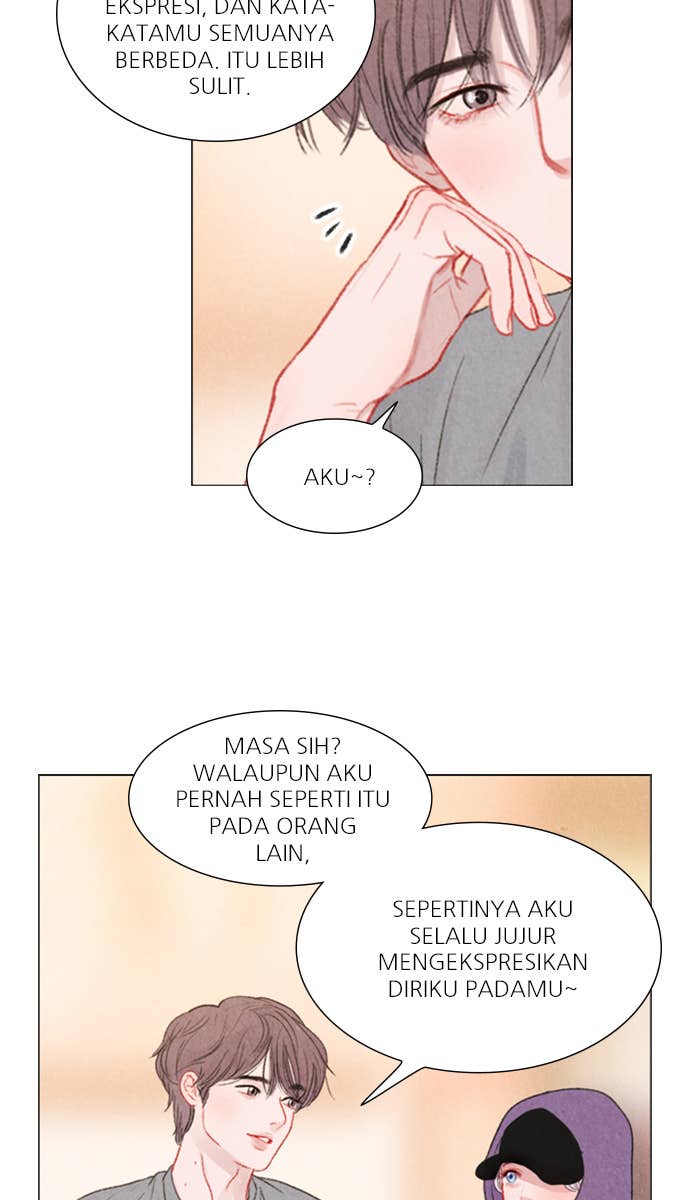 EKSPRESI, DAN KATA-
KATAMU SEMUANYA
BERBEDA. ITU LEBIH
SULIT.
AKU~?
MASA SIH?
WALAUPUN AKU
PERNAH SEPERTI ITU
PADA ORANG
LAIN,
SEPERTINYA AKU
SELALU JUJUR
MENGEKSPRESIKAN
DIRIKU PADAMU~